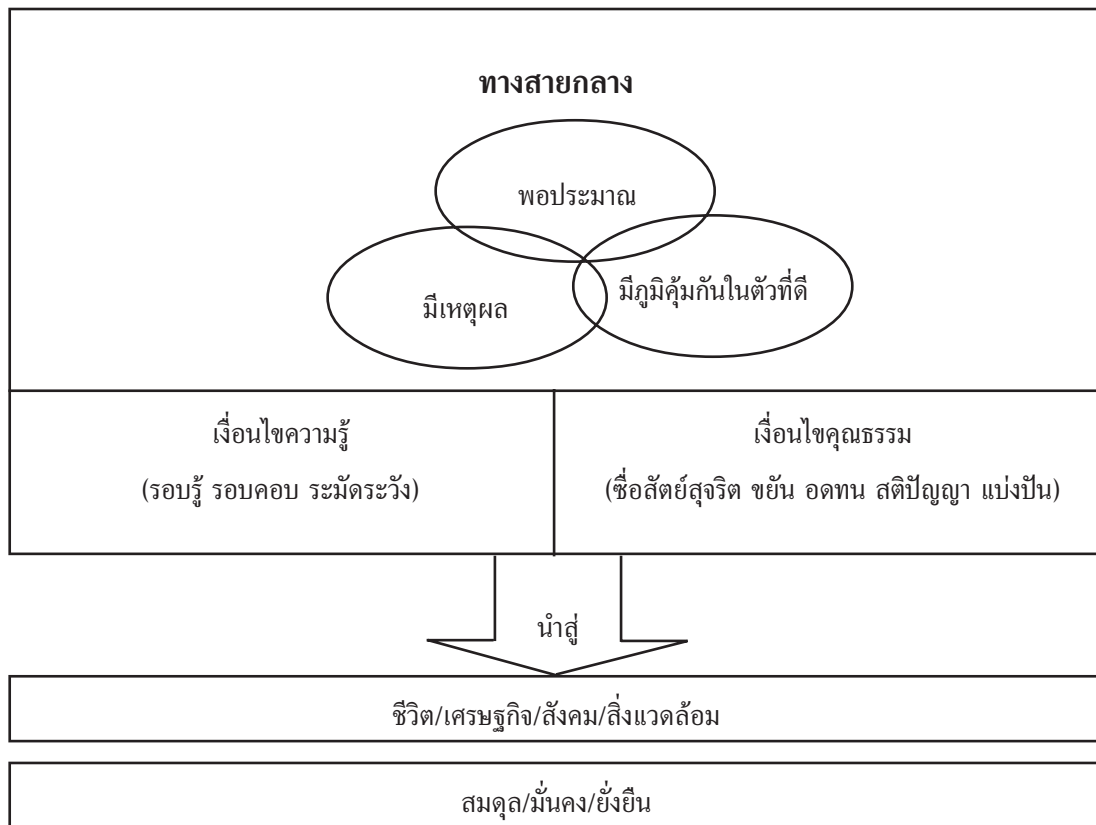 ทางสายกลาง
พอประมาณ
มีเหตุผล
มีภูมิคุ้มกันในตัวที่ดี
เงื่อนไขความรู้
(รอบรู้ รอบคอบ ระมัดระวัง)
เงื่อนไขคุณธรรม
(ซื่อสัตย์สุจริต ขยัน อดทน สติปัญญา แบ่งปัน)
นำสู่
ชีวิต/เศรษฐกิจ/สังคม/สิ่งแวดล้อม
สมดุล/มั่นคง/ยั่งยืน